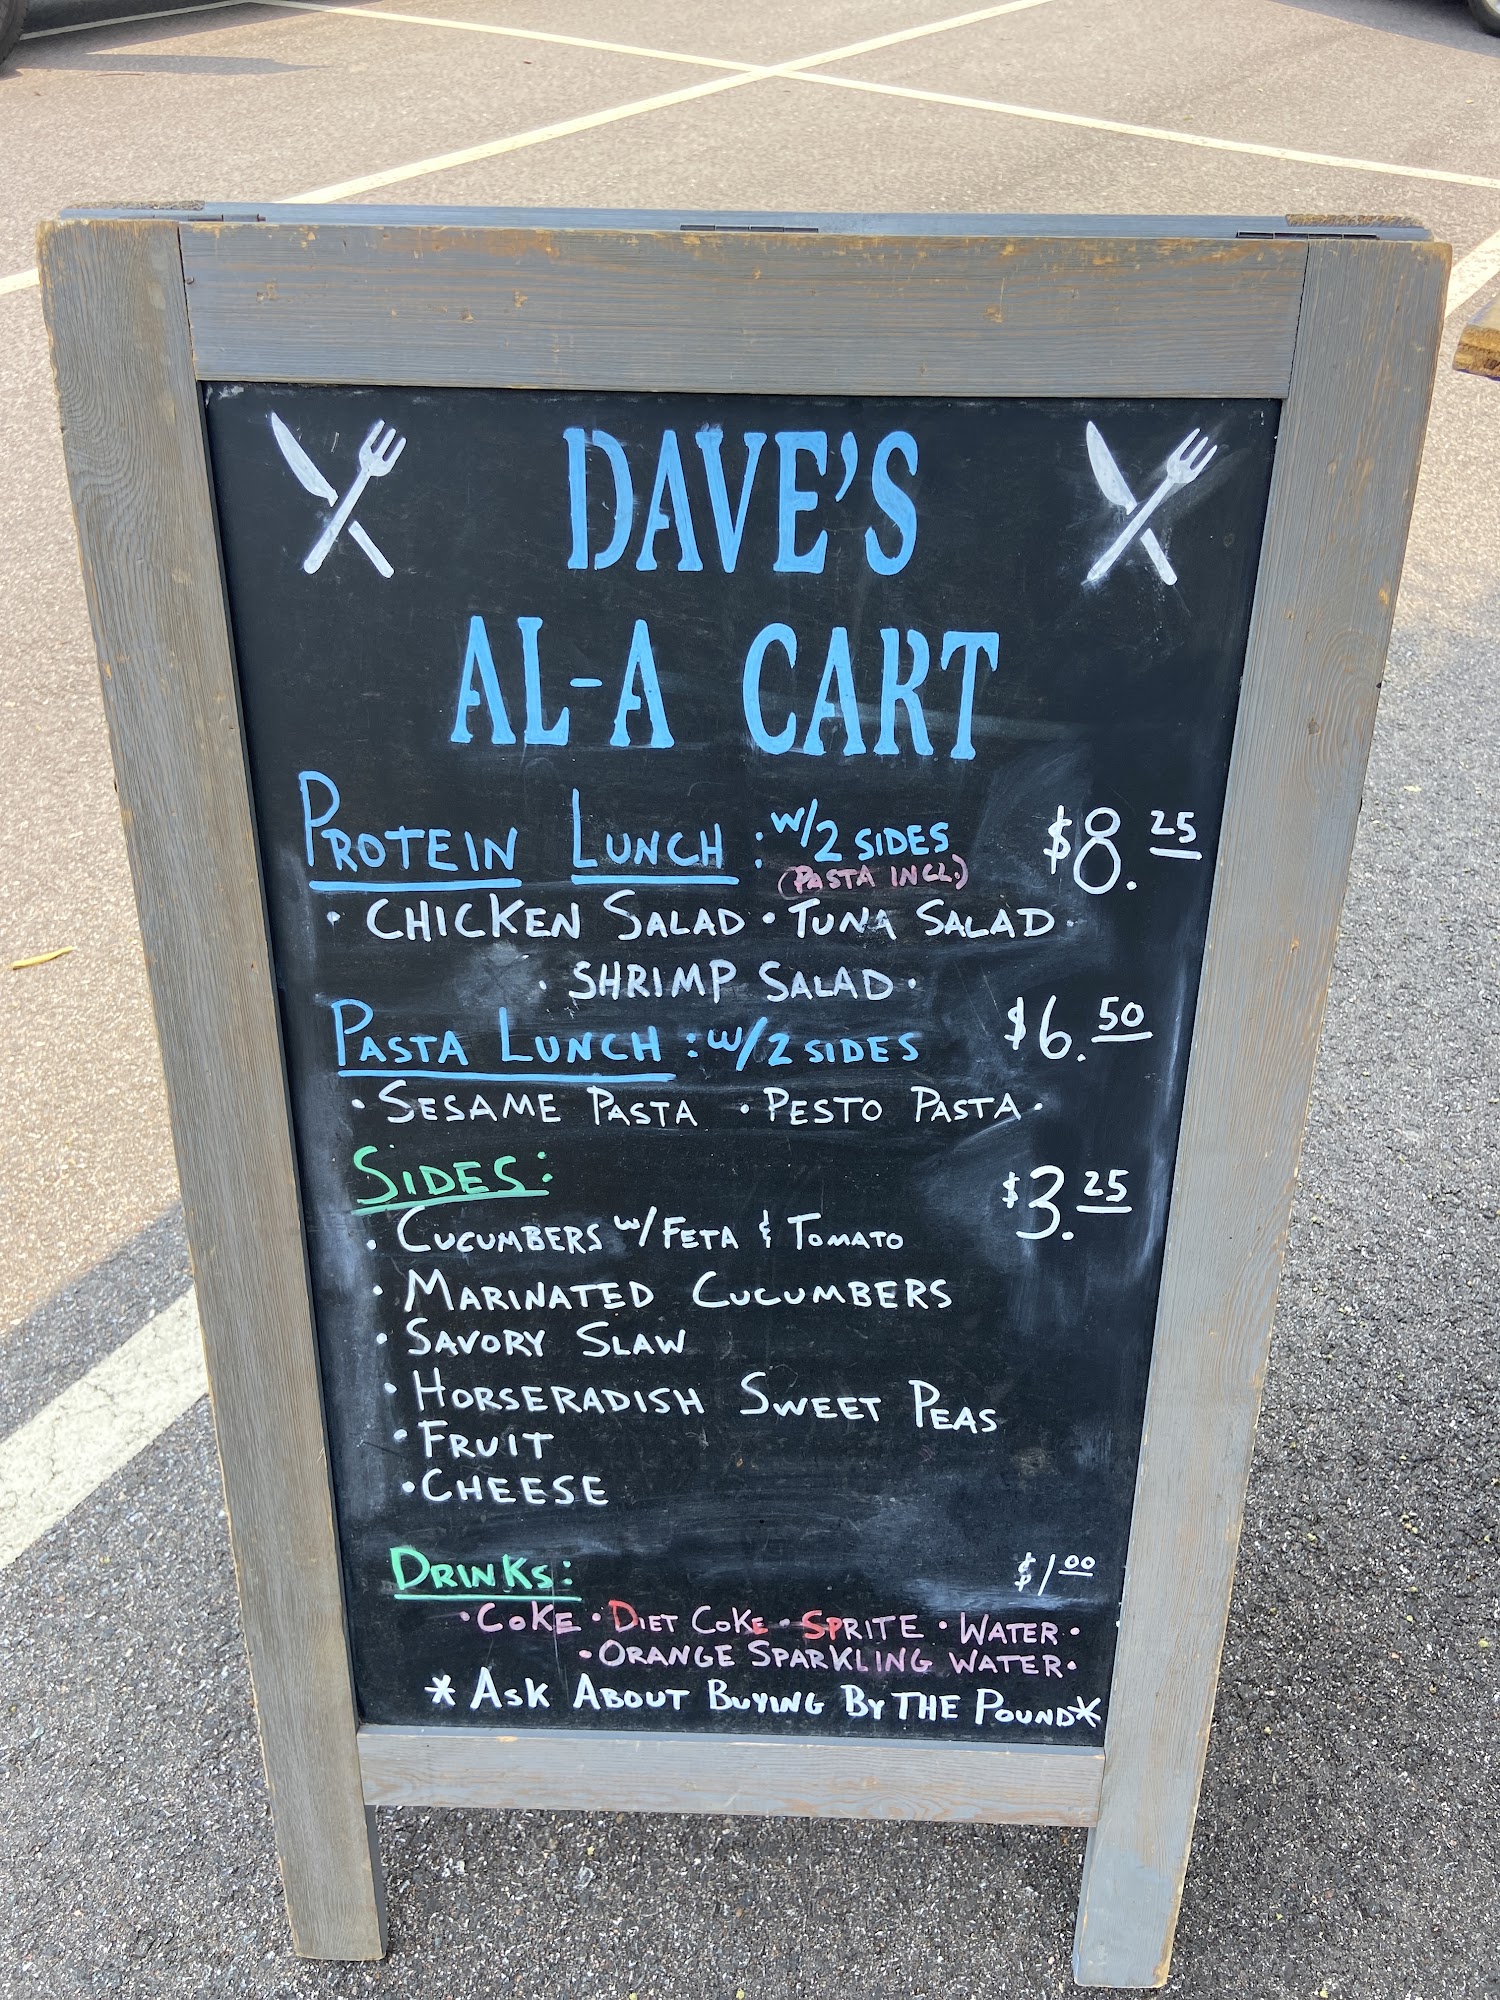 DAVE'S
AL-A CART
PROTEIN LUNCH : W/2 SIDES $8.25
(PASTA INCL.)
· CHICKEN SALAD · TUNA SALAD ·
· SHRIMP SALAD ·
PASTA LUNCH : W/2 SIDES $6.50
· SESAME PASTA · PESTO PASTA ·
SIDES: $3.25
· CUCUMBERS W/ FETA & TOMATO
· MARINATED CUCUMBERS
· SAVORY SLAW
· HORSERADISH SWEET PEAS
· FRUIT
· CHEESE
DRINKS: $1.00
· COKE · DIET COKE · SPRITE · WATER ·
· ORANGE SPARKLING WATER ·
* ASK ABOUT BUYING BY THE POUND *